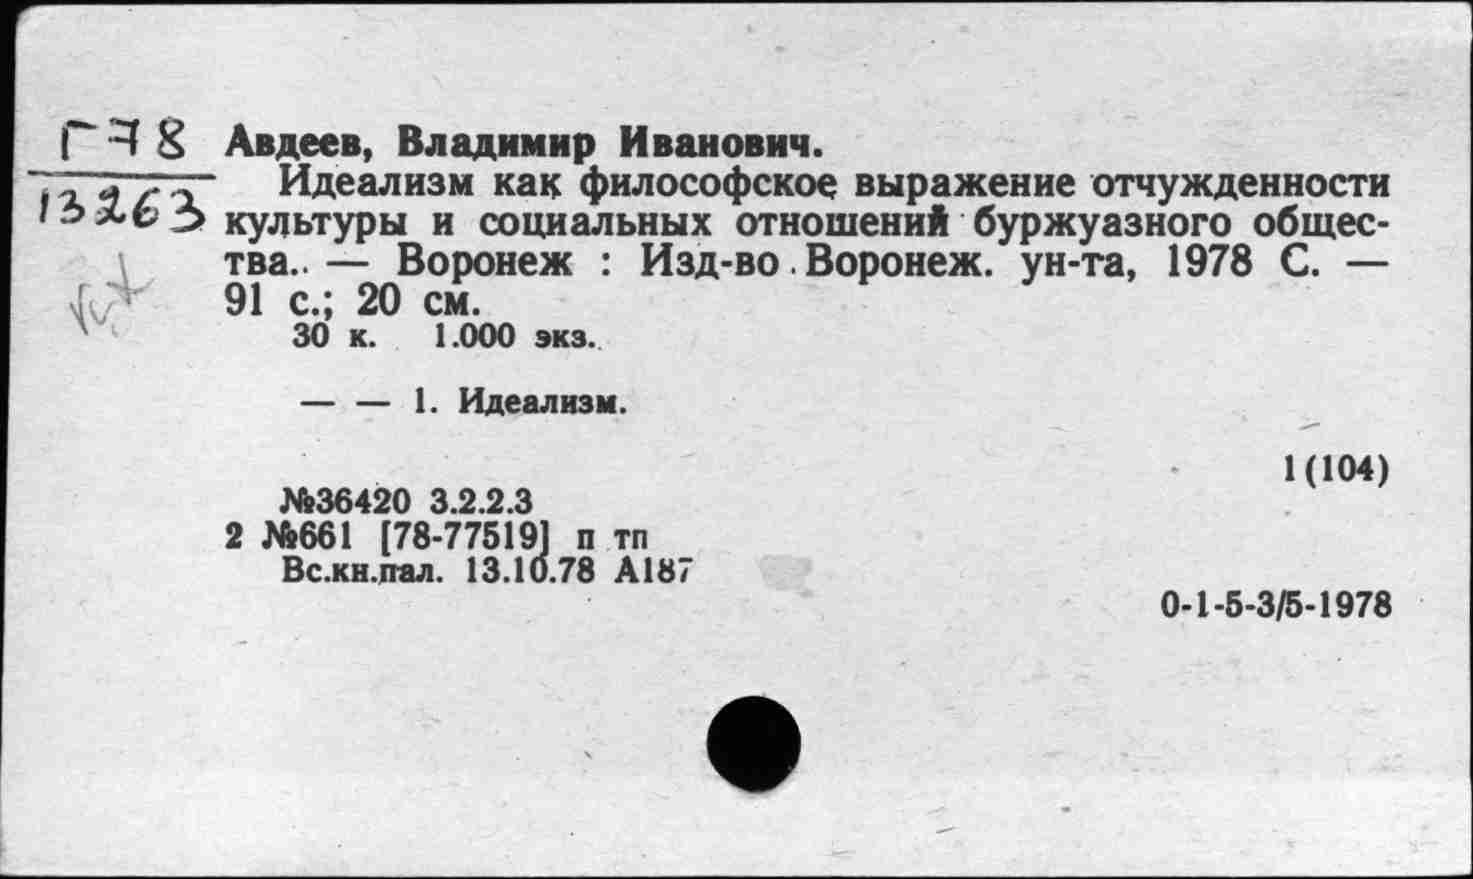 Г78
13263
Авдеев, Владимир Иванович.
Идеализм как философское выражение отчужденности
культуры и социальных отношений буржуазного общес-
тва.. — Воронеж : Изд-во Воронеж. ун-та, 1978 С. —
91 с.; 20 см.
30 к. 1.000 экз.
— — 1. Идеализм.
1(104)
№36420 3.2.2.3
2 №661 [78-77519] п тп
Вс.кн.пал. 13.10.78 А187
0-1-5-3/5-1978